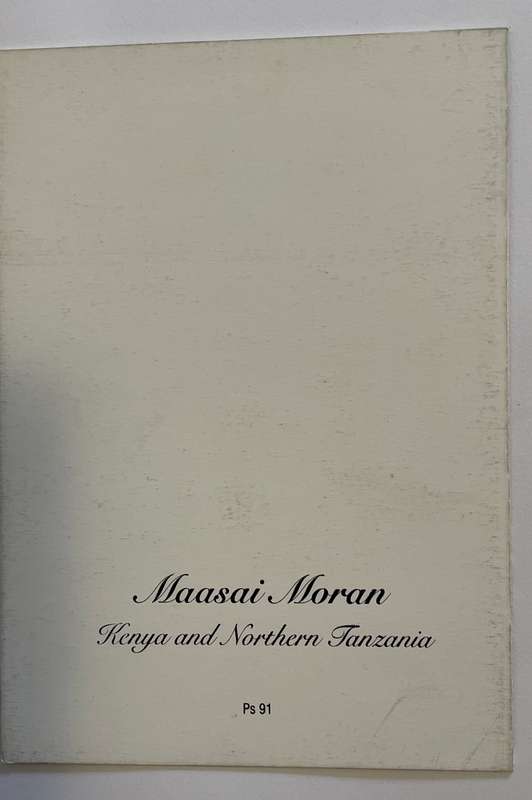 Maasai Moran
Kenya and Northern Tanzania
Ps 91